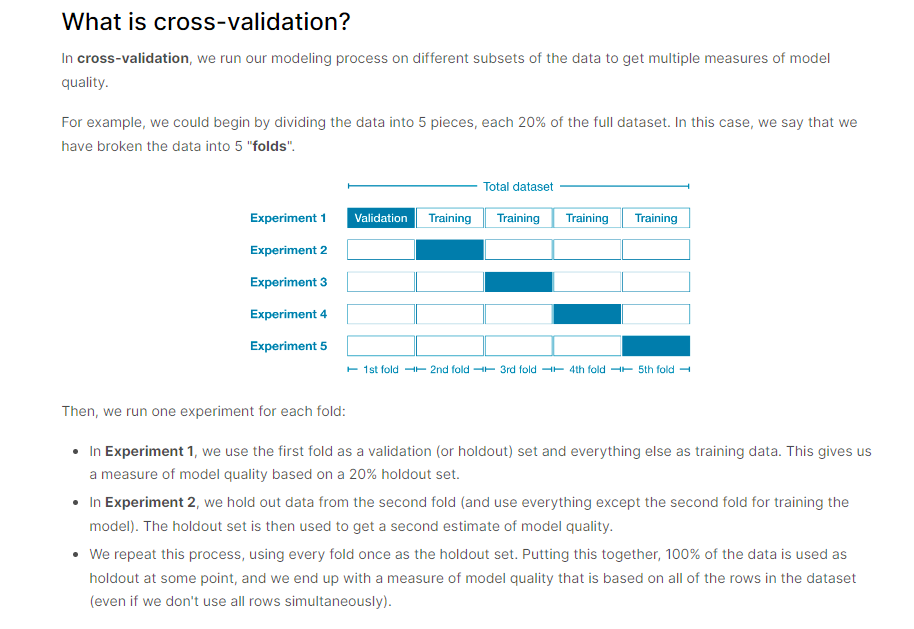 What is cross-validation?
In cross-validation, we run our modeling process on different subsets of the data to get multiple measures of model
quality.
For example, we could begin by dividing the data into 5 pieces, each 20% of the full dataset. In this case, we say that we
have broken the data into 5 "folds".
Total dataset
Experiment 1 Validation Training Training Training Training
Experiment 2
Experiment 3
Experiment 4
Experiment 5
1st fold 2nd fold 3rd fold 4th fold 5th fold
Then, we run one experiment for each fold:
• In Experiment 1, we use the first fold as a validation (or holdout) set and everything else as training data. This gives us
a measure of model quality based on a 20% holdout set.
• In Experiment 2, we hold out data from the second fold (and use everything except the second fold for training the
model). The holdout set is then used to get a second estimate of model quality.
• We repeat this process, using every fold once as the holdout set. Putting this together, 100% of the data is used as
holdout at some point, and we end up with a measure of model quality that is based on all of the rows in the dataset
(even if we don't use all rows simultaneously).